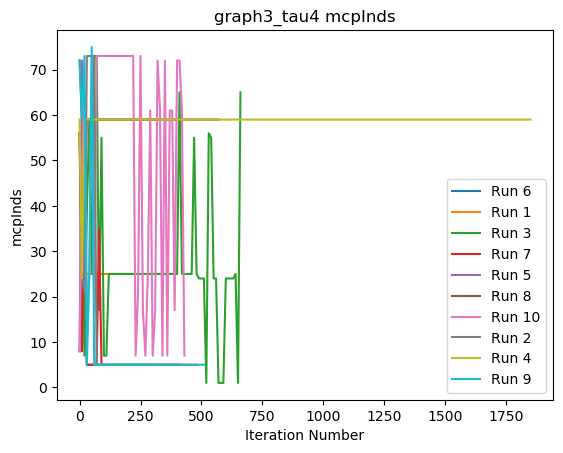 graph3_tau4 mcpInds
mcpInds
70
60
50
40
30
20
10
0
0 250 500 750 1000 1250 1500 1750
Iteration Number
Run 6
Run 1
Run 3
Run 7
Run 5
Run 8
Run 10
Run 2
Run 4
Run 9